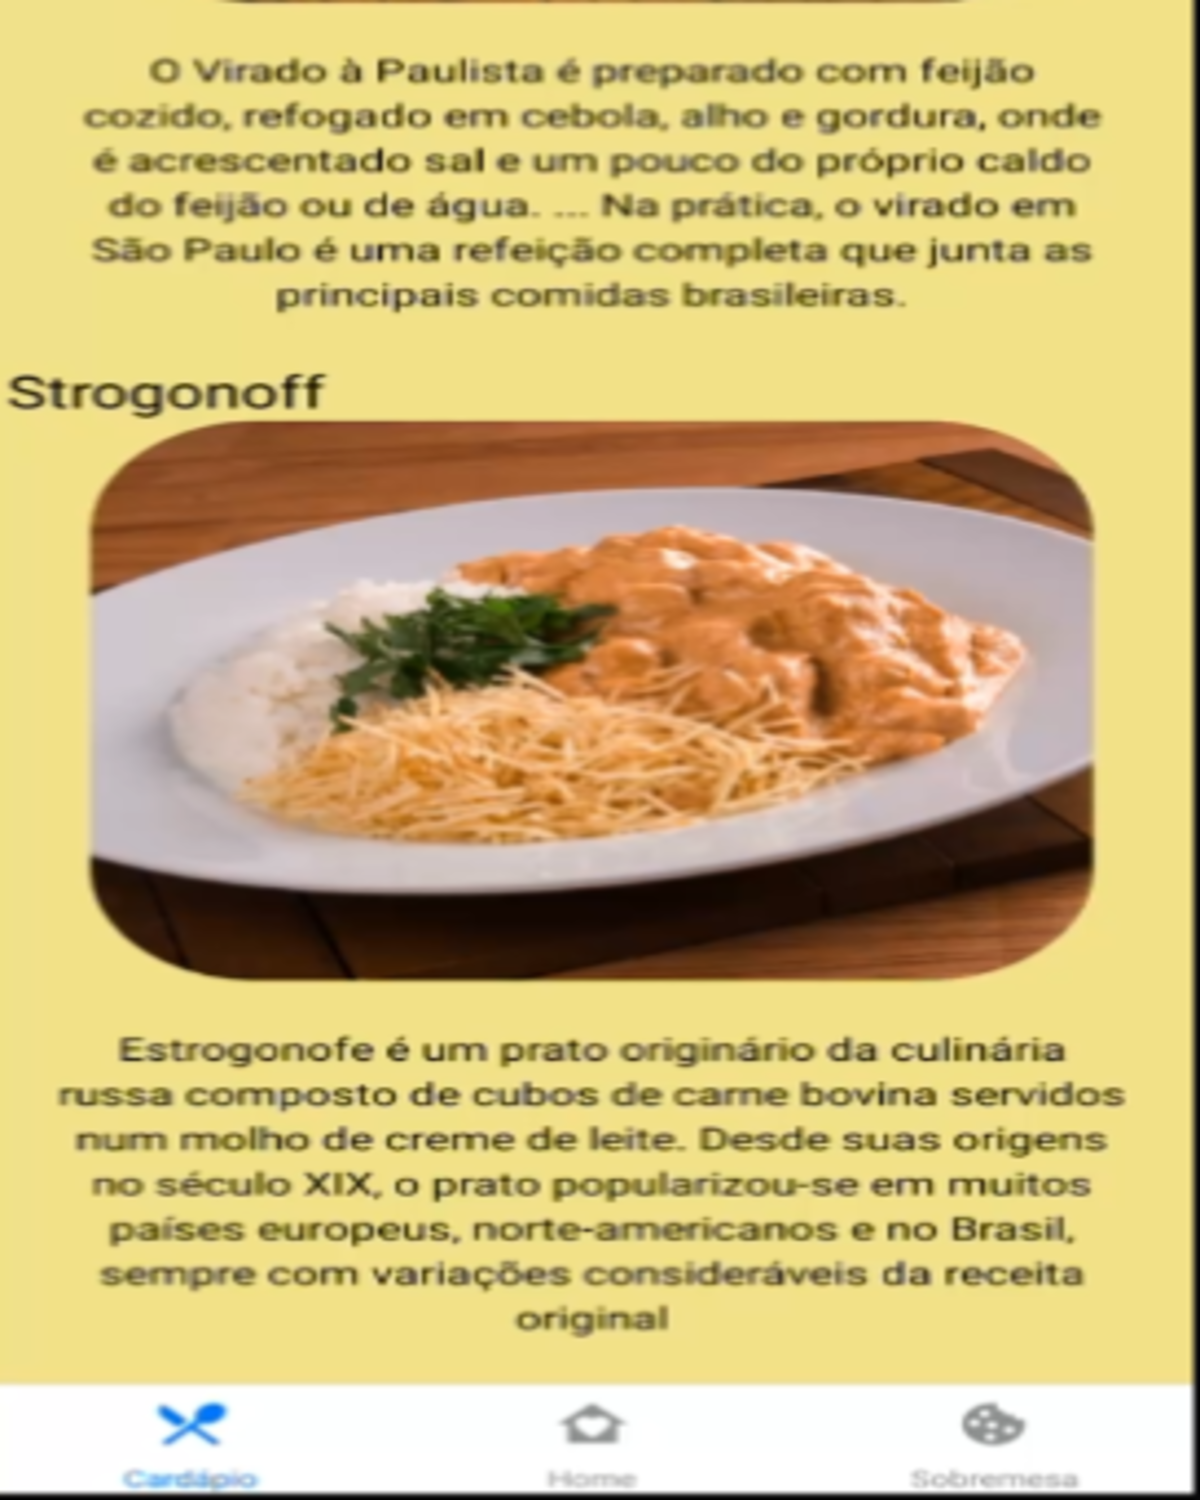 O Virado à Paulista é preparado com feijão
cozido, refogado em cebola, alho e gordura, onde
é acrescentado sal e um pouco do próprio caldo
do feijão ou de água. ... Na prática, o virado em
São Paulo é uma refeição completa que junta as
principais comidas brasileiras.
Strogonoff
Estrogonofe é um prato originário da culinária
russa composto de cubos de carne bovina servidos
num molho de creme de leite. Desde suas origens
no século XIX, o prato popularizou-se em muitos
países europeus, norte-americanos e no Brasil,
sempre com variações consideráveis da receita
original
Cardápio
Home
Sobremesa